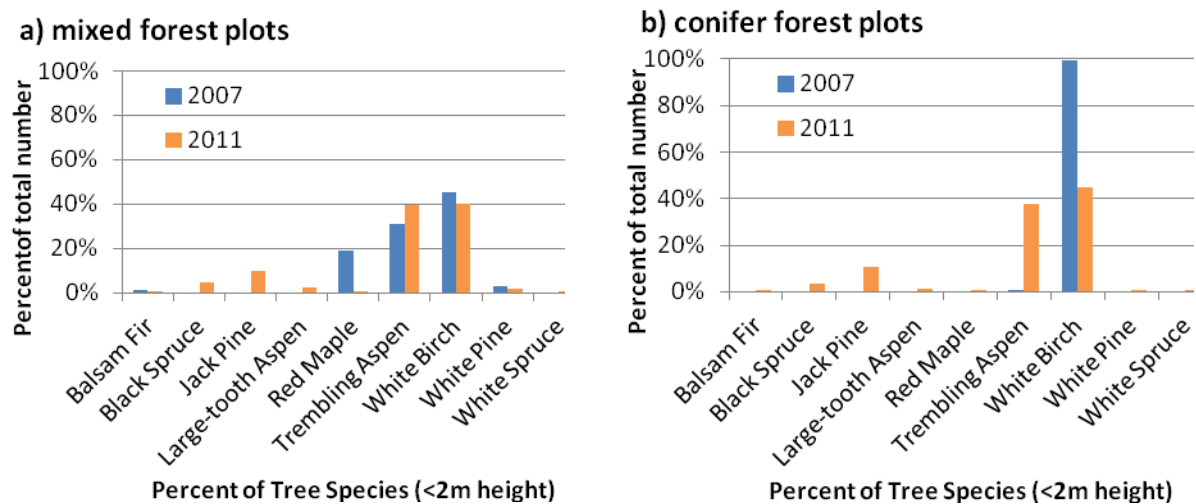 a) mixed forest plots
Percentof total number
100%
80%
60%
40%
20%
0%
2007
2011
Balsam Fir
Black Spruce
Jack Pine
Large-tooth Aspen
Red Maple
Trembling Aspen
White Birch
White Pine
White Spruce
Percent of Tree Species (<2m height)
b) conifer forest plots
Percent of total number
100%
80%
60%
40%
20%
0%
2007
2011
Balsam Fir
Black Spruce
Jack Pine
Large-tooth Aspen
Red Maple
Trembling Aspen
White Birch
White Pine
White Spruce
Percent of Tree Species (<2m height)